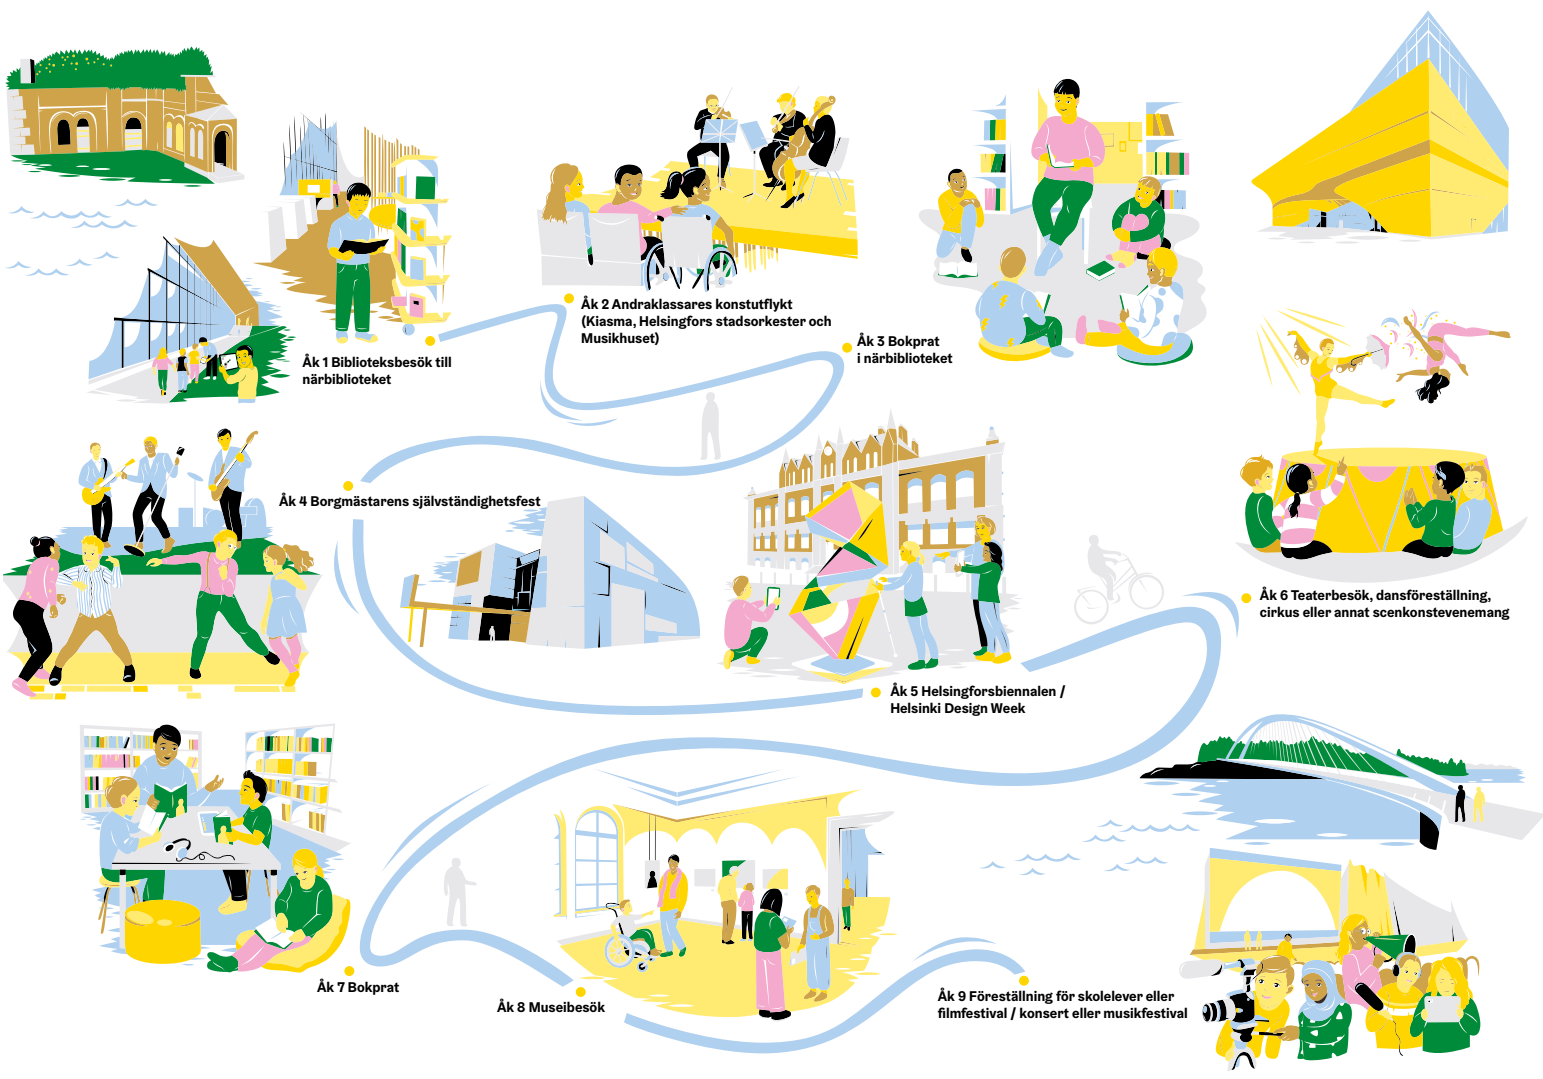 Åk 1 Biblioteksbesök till
närbiblioteket
Åk 2 Andraklassares konstutflykt
(Kiasma, Helsingfors stadsorkester och
Musikhuset)
Åk 3 Bokprat
i närbiblioteket
Åk 4 Borgmästarens självständighetsfest
Åk 5 Helsingforsbiennalen /
Helsinki Design Week
Åk 6 Teaterbesök, dansföreställning,
cirkus eller annat scenkonstevenemang
Åk 7 Bokprat
Åk 8 Museibesök
Åk 9 Föreställning för skolelever eller
filmfestival / konsert eller musikfestival